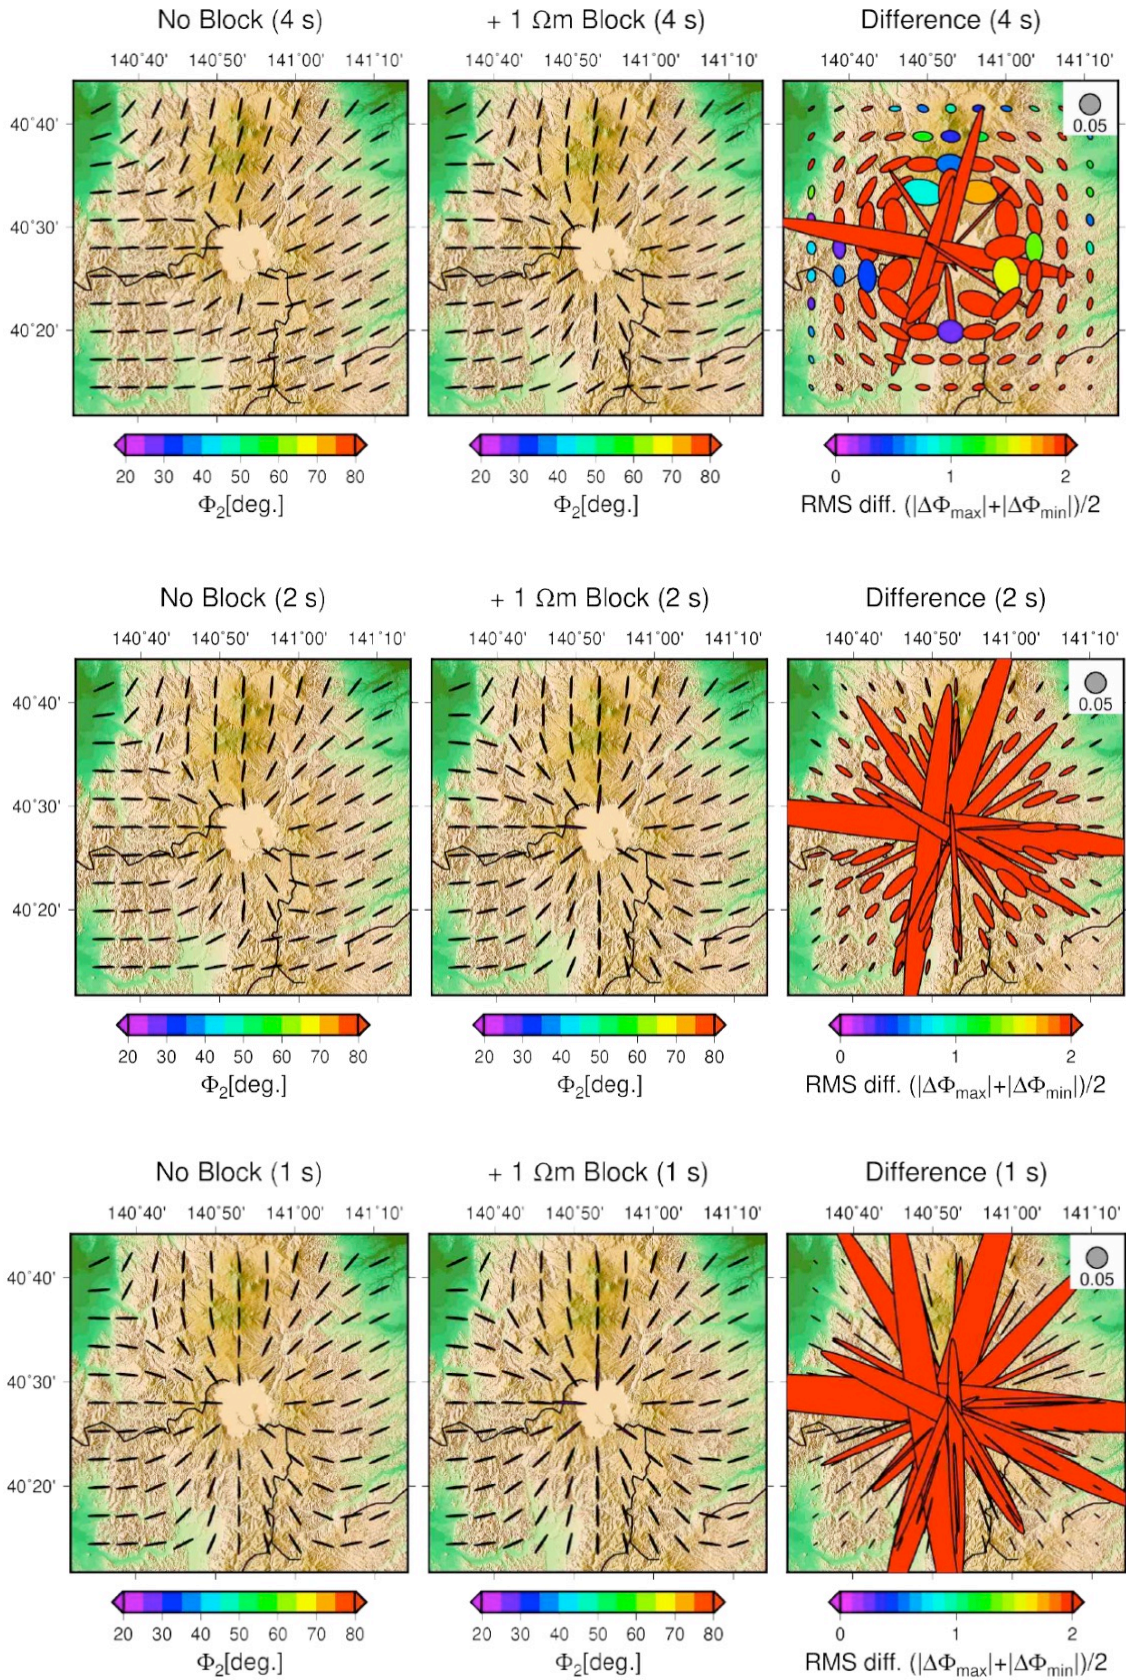 No Block (4 s)
+ 1 Ωm Block (4 s)
Difference (4 s)
140˚40' 140˚50' 141˚00' 141˚10'
140˚40' 140˚50' 141˚00' 141˚10'
140˚40' 140˚50' 141˚00' 141˚10'
40˚40'
40˚30'
40˚20'
0.05
20 30 40 50 60 70 80
Φ2[deg.]
20 30 40 50 60 70 80
Φ2[deg.]
0 1 2
RMS diff. (|ΔΦmax|+|ΔΦmin|)/2
No Block (2 s)
+ 1 Ωm Block (2 s)
Difference (2 s)
140˚40' 140˚50' 141˚00' 141˚10'
140˚40' 140˚50' 141˚00' 141˚10'
140˚40' 140˚50' 141˚00' 141˚10'
40˚40'
40˚30'
40˚20'
0.05
20 30 40 50 60 70 80
Φ2[deg.]
20 30 40 50 60 70 80
Φ2[deg.]
0 1 2
RMS diff. (|ΔΦmax|+|ΔΦmin|)/2
No Block (1 s)
+ 1 Ωm Block (1 s)
Difference (1 s)
140˚40' 140˚50' 141˚00' 141˚10'
140˚40' 140˚50' 141˚00' 141˚10'
140˚40' 140˚50' 141˚00' 141˚10'
40˚40'
40˚30'
40˚20'
0.05
20 30 40 50 60 70 80
Φ2[deg.]
20 30 40 50 60 70 80
Φ2[deg.]
0 1 2
RMS diff. (|ΔΦmax|+|ΔΦmin|)/2